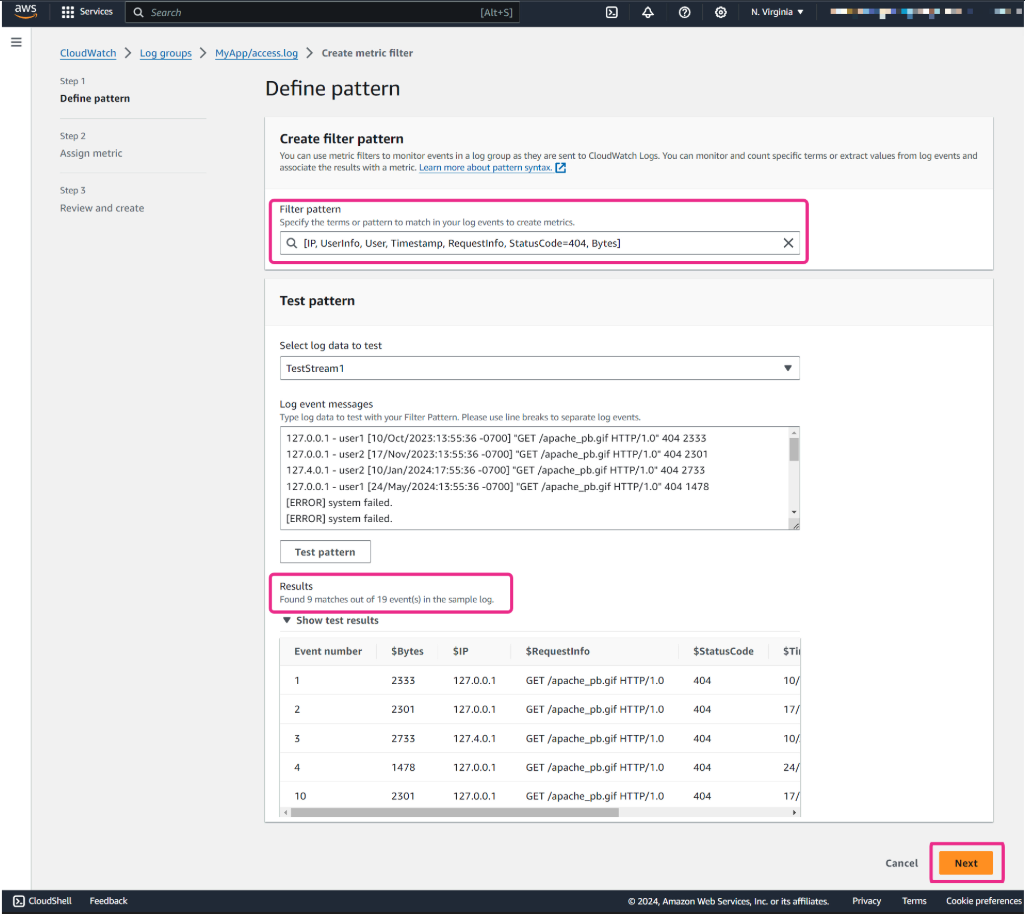 aws Services Search [Alt+S] N. Virginia
CloudWatch > Log groups > MyApp/access.log > Create metric filter
Step 1
Define pattern
Step 2
Assign metric
Step 3
Review and create
Define pattern
Create filter pattern
You can use metric filters to monitor events in a log group as they are sent to CloudWatch Logs. You can monitor and count specific terms or extract values from log events and
associate the results with a metric. Learn more about pattern syntax.
Filter pattern
Specify the terms or pattern to match in your log events to create metrics.
[IP, UserInfo, User, Timestamp, RequestInfo, StatusCode=404, Bytes]
Test pattern
Select log data to test
TestStream1
Log event messages
Type log data to test with your Filter Pattern. Please use line breaks to separate log events.
127.0.0.1 - user1 [10/Oct/2023:13:55:36 -0700] "GET /apache_pb.gif HTTP/1.0" 404 2333
127.0.0.1 - user2 [17/Nov/2023:13:55:36 -0700] "GET /apache_pb.gif HTTP/1.0" 404 2301
127.4.0.1 - user2 [10/Jan/2024:17:55:36 -0700] "GET /apache_pb.gif HTTP/1.0" 404 2733
127.0.0.1 - user1 [24/May/2024:13:55:36 -0700] "GET /apache_pb.gif HTTP/1.0" 404 1478
[ERROR] system failed.
[ERROR] system failed.
Test pattern
Results
Found 9 matches out of 19 event(s) in the sample log.
Show test results
Event number $Bytes $IP $RequestInfo $StatusCode $Ti
1 2333 127.0.0.1 GET /apache_pb.gif HTTP/1.0 404 10/
2 2301 127.0.0.1 GET /apache_pb.gif HTTP/1.0 404 17/
3 2733 127.4.0.1 GET /apache_pb.gif HTTP/1.0 404 10/
4 1478 127.0.0.1 GET /apache_pb.gif HTTP/1.0 404 24/
10 2301 127.0.0.1 GET /apache_pb.gif HTTP/1.0 404 17/
Cancel Next
CloudShell Feedback © 2024, Amazon Web Services, Inc. or its affiliates. Privacy Terms Cookie preferences